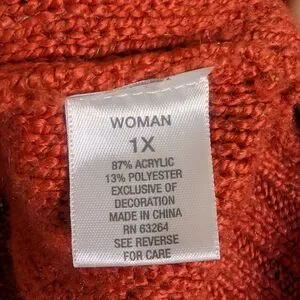 WOMAN
1X
87% ACRYLIC
13% POLYESTER
EXCLUSIVE OF
DECORATION
MADE IN CHINA
RN 63264
SEE REVERSE
FOR CARE